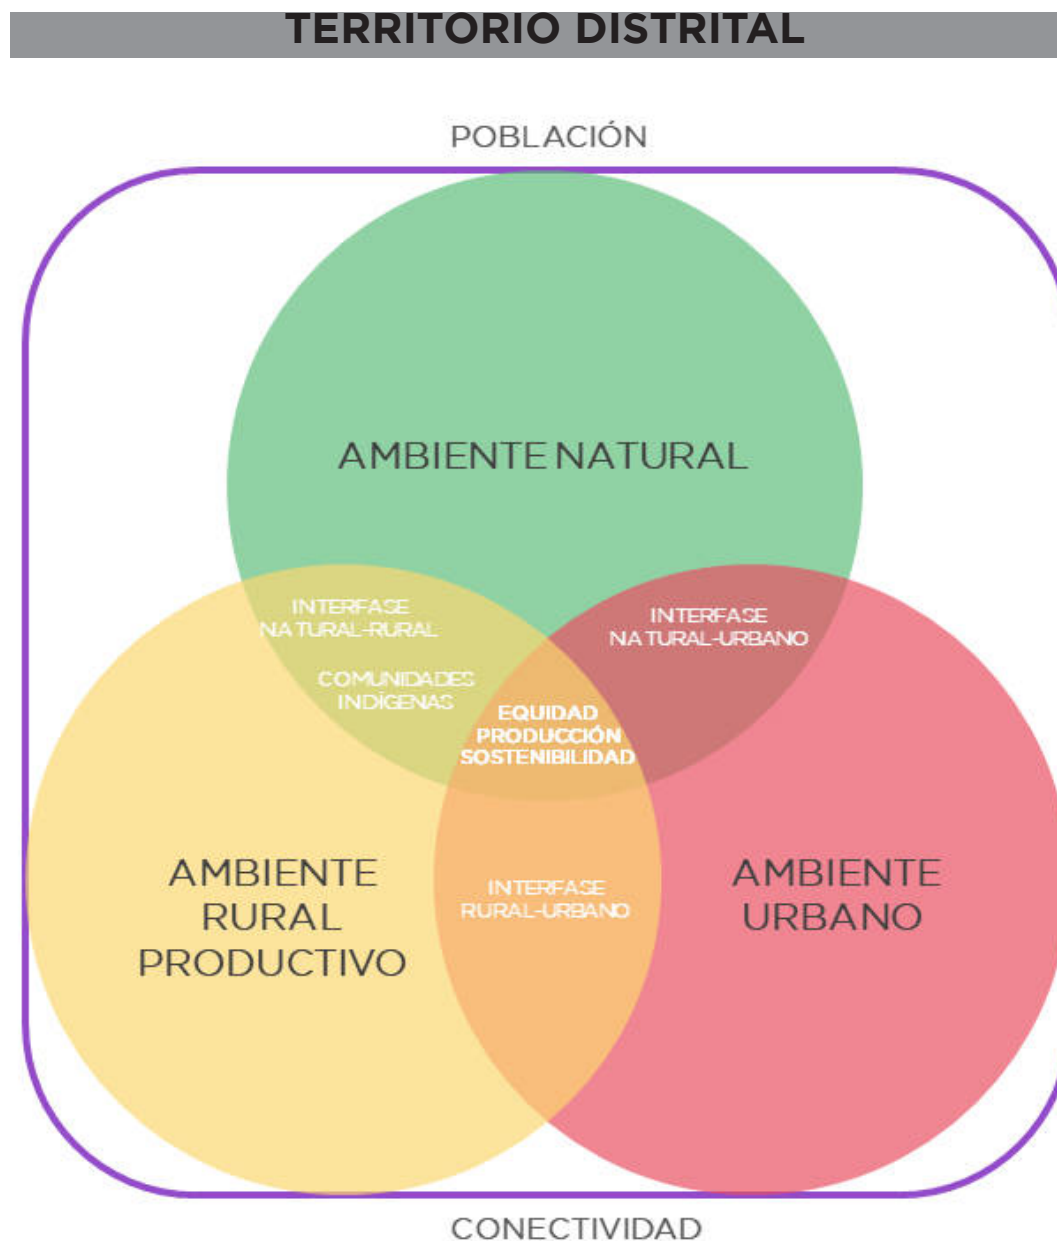 TERRITORIO DISTRITAL
POBLACIÓN
AMBIENTE NATURAL
INTERFASE
NATURAL-RURAL
INTERFASE
NATURAL-URBANO
COMUNIDADES
INDÍGENAS
EQUIDAD
PRODUCCIÓN
SOSTENIBILIDAD
AMBIENTE
RURAL
PRODUCTIVO
INTERFASE
RURAL-URBANO
AMBIENTE
URBANO
CONECTIVIDAD